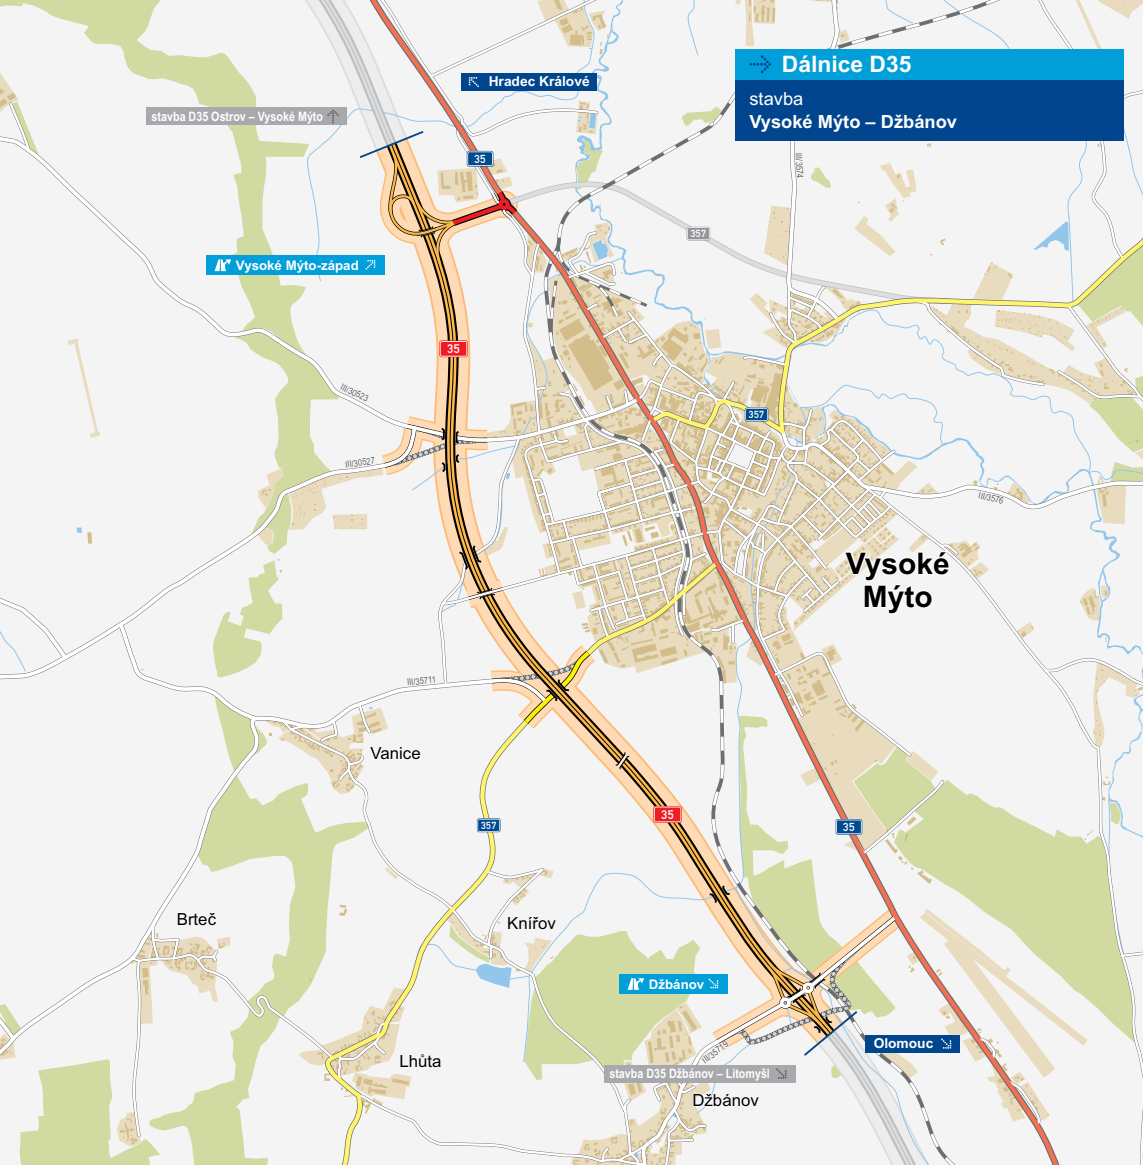 Dálnice D35
stavba
Vysoké Mýto – Džbánov
Hradec Králové
stavba D35 Ostrov – Vysoké Mýto
35
III/3574
357
Vysoké Mýto-západ
35
III/30523
357
III/30527
III/3576
Vysoké
Mýto
III/35711
Vanice
35
357
35
Brteč
Knířov
Džbánov
Olomouc
III/35719
Lhůta
stavba D35 Džbánov – Litomyšl
Džbánov